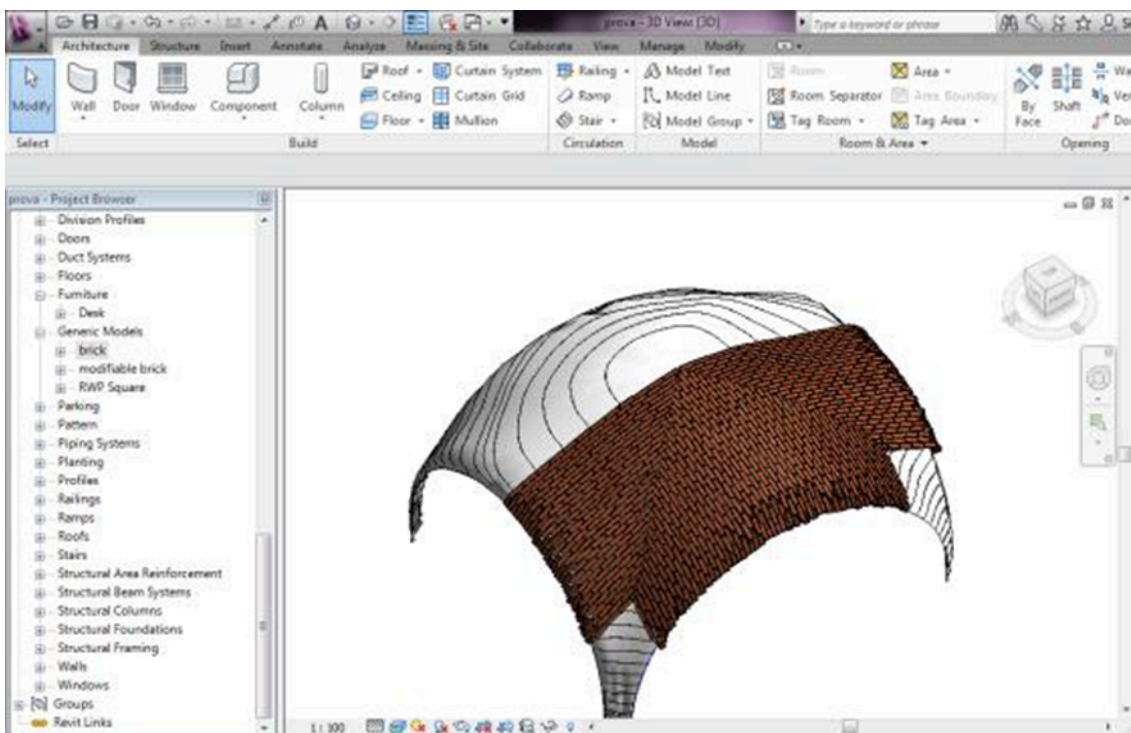 prova - 3D View {3D} Type a keyword or phrase
Architecture Structure Insert Annotate Analyze Massing & Site Collaborate View Manage Modify
Modify
Wall
Door
Window
Component
Column
Roof
Ceiling
Floor
Curtain System
Curtain Grid
Mullion
Railing
Ramp
Stair
Model Text
Model Line
Model Group
Room
Room Separator
Tag Room
Area
Area Boundary
Tag Area
By Face
Shaft
Select Build Circulation Model Room & Area Opening
prova - Project Browser
Division Profiles
Doors
Duct Systems
Floors
Furniture
Desk
Generic Models
brick
modifiable brick
RWP Square
Parking
Pattern
Piping Systems
Planting
Profiles
Railings
Ramps
Roofs
Stairs
Structural Area Reinforcement
Structural Beam Systems
Structural Columns
Structural Foundations
Structural Framing
Walls
Windows
Groups
Revit Links
1 : 100